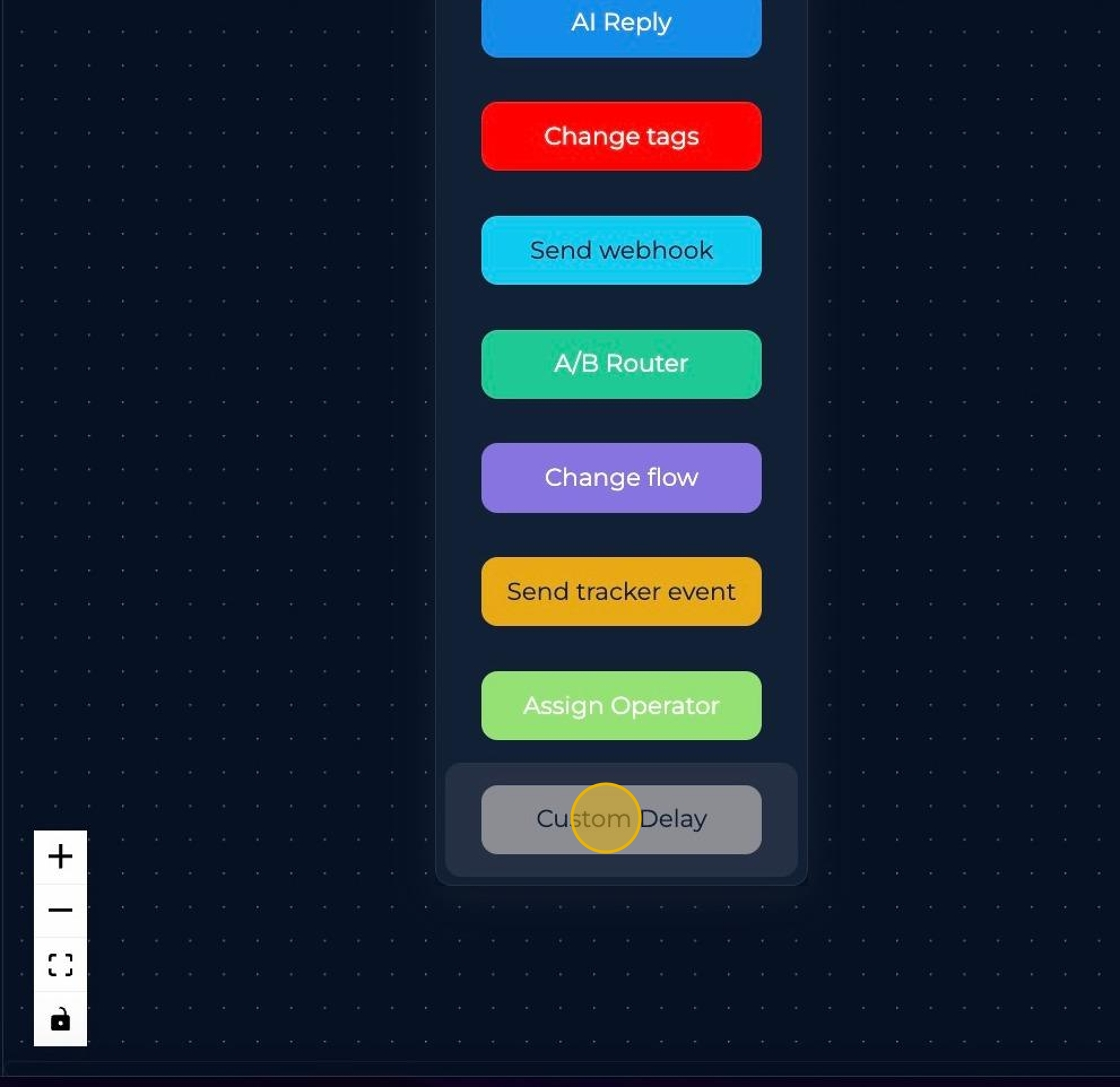 AI Reply
Change tags
Send webhook
A/B Router
Change flow
Send tracker event
Assign Operator
Custom Delay